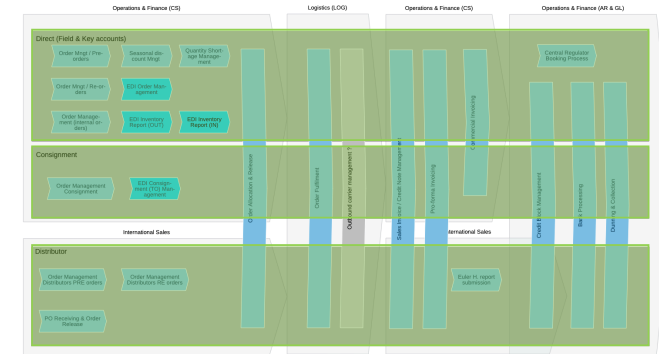 Operations & Finance (CS)
Logistics (LOG)
Operations & Finance (CS)
Operations & Finance (AR & GL)
Direct (Field & Key accounts)
Order Mngt / Pre-
orders
Seasonal dis-
count Mngt
Quantity Short-
age Manage-
ment
Central Regulator
Booking Process
Order Mngt / Re-or-
ders
EDI Order Man-
agement
Order Manage-
ment (internal or-
ders)
EDI Inventory
Report (OUT)
EDI Inventory
Report (IN)
Consignment
Order Management
Consignment
EDI Consign-
ment (TO) Man-
agement
Order Allocation & Release
Order Fulfilment
Outbound carrier management
Sales Invoice / Credit Note Management
Pro-forma Invoicing
Commercial Invoicing
Credit Block Management
Bank Processing
Dunning & Collection
International Sales
International Sales
Distributor
Order Management
Distributors PRE orders
Order Management
Distributors RE orders
Euler H. report
submission
PO Receiving & Order
Release